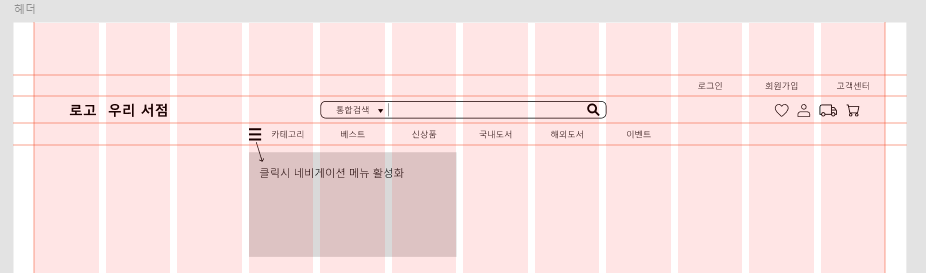 헤더
로그인 회원가입 고객센터
로고 우리 서점 통합검색
카테고리 베스트 신상품 국내도서 해외도서 이벤트
클릭시 네비게이션 메뉴 활성화